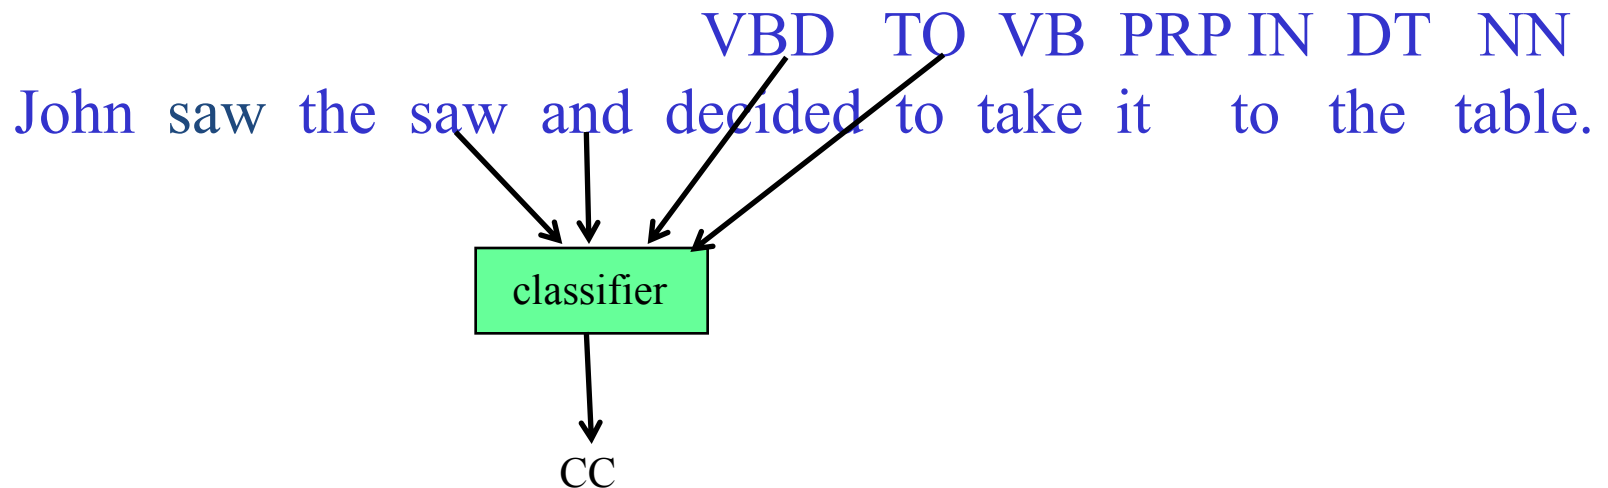 VBD TO VB PRP IN DT NN
John saw the saw and decided to take it to the table.
classifier
CC